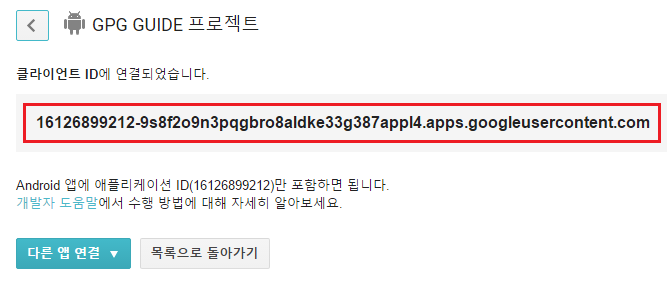 GPG GUIDE 프로젝트
클라이언트 ID에 연결되었습니다.
16126899212-9s8f2o9n3pqgbro8aldke33g387appl4.apps.googleusercontent.com
Android 앱에 애플리케이션 ID(16126899212)만 포함하면 됩니다.
개발자 도움말에서 수행 방법에 대해 자세히 알아보세요.
다른 앱 연결 ▼ 목록으로 돌아가기